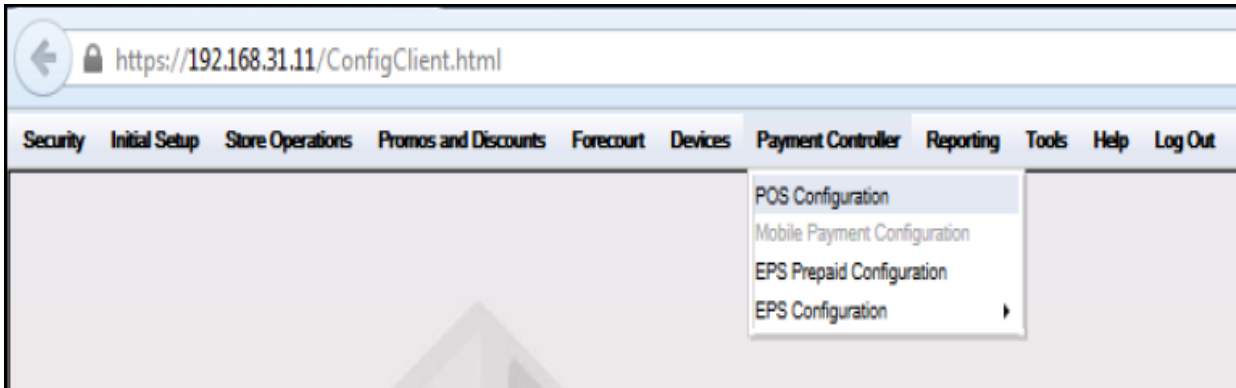 https://192.168.31.11/ConfigClient.html
Security Initial Setup Store Operations Promos and Discounts Forecourt Devices Payment Controller Reporting Tools Help Log Out
POS Configuration
Mobile Payment Configuration
EPS Prepaid Configuration
EPS Configuration